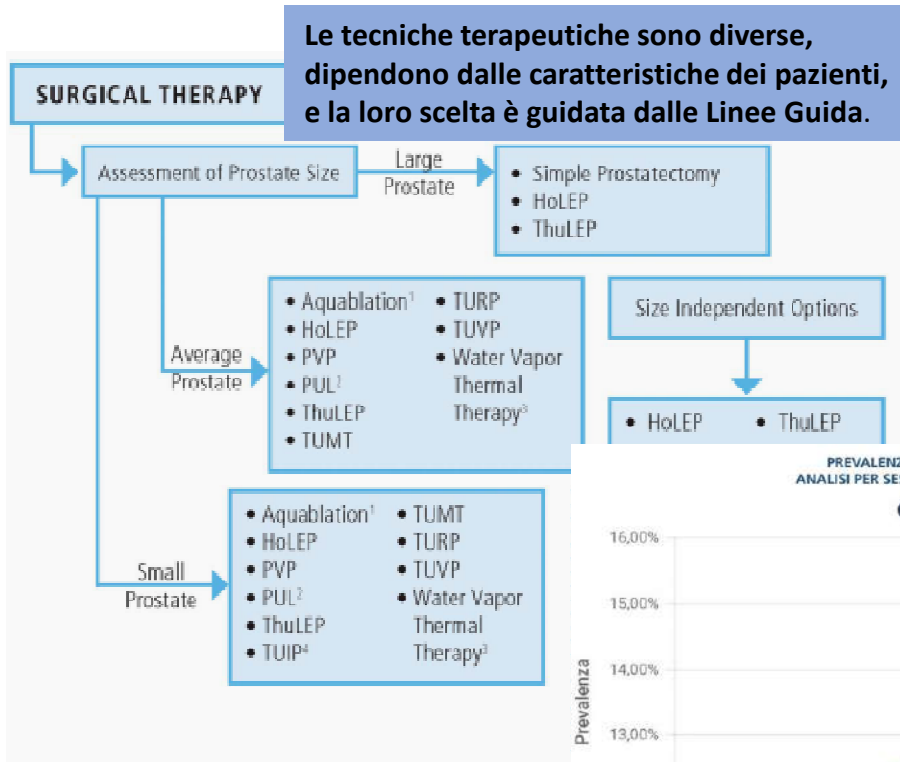 Le tecniche terapeutiche sono diverse,
dipendono dalle caratteristiche dei pazienti,
e la loro scelta è guidata dalle Linee Guida.
SURGICAL THERAPY
Assessment of Prostate Size
Large
Prostate
• Simple Prostatectomy
• HoLEP
• ThuLEP
Average
Prostate
• Aquablation¹
• HoLEP
• PVP
• PUL²
• ThuLEP
• TUMT
• TURP
• TUVP
• Water Vapor
Thermal
Therapy³
Size Independent Options
• HoLEP
• ThuLEP
Small
Prostate
• Aquablation¹
• HoLEP
• PVP
• PUL²
• ThuLEP
• TUIP⁴
• TUMT
• TURP
• TUVP
• Water Vapor
Thermal
Therapy³
ANALISI PER
Prevalenza
16,00%
15,00%
14,00%
13,00%